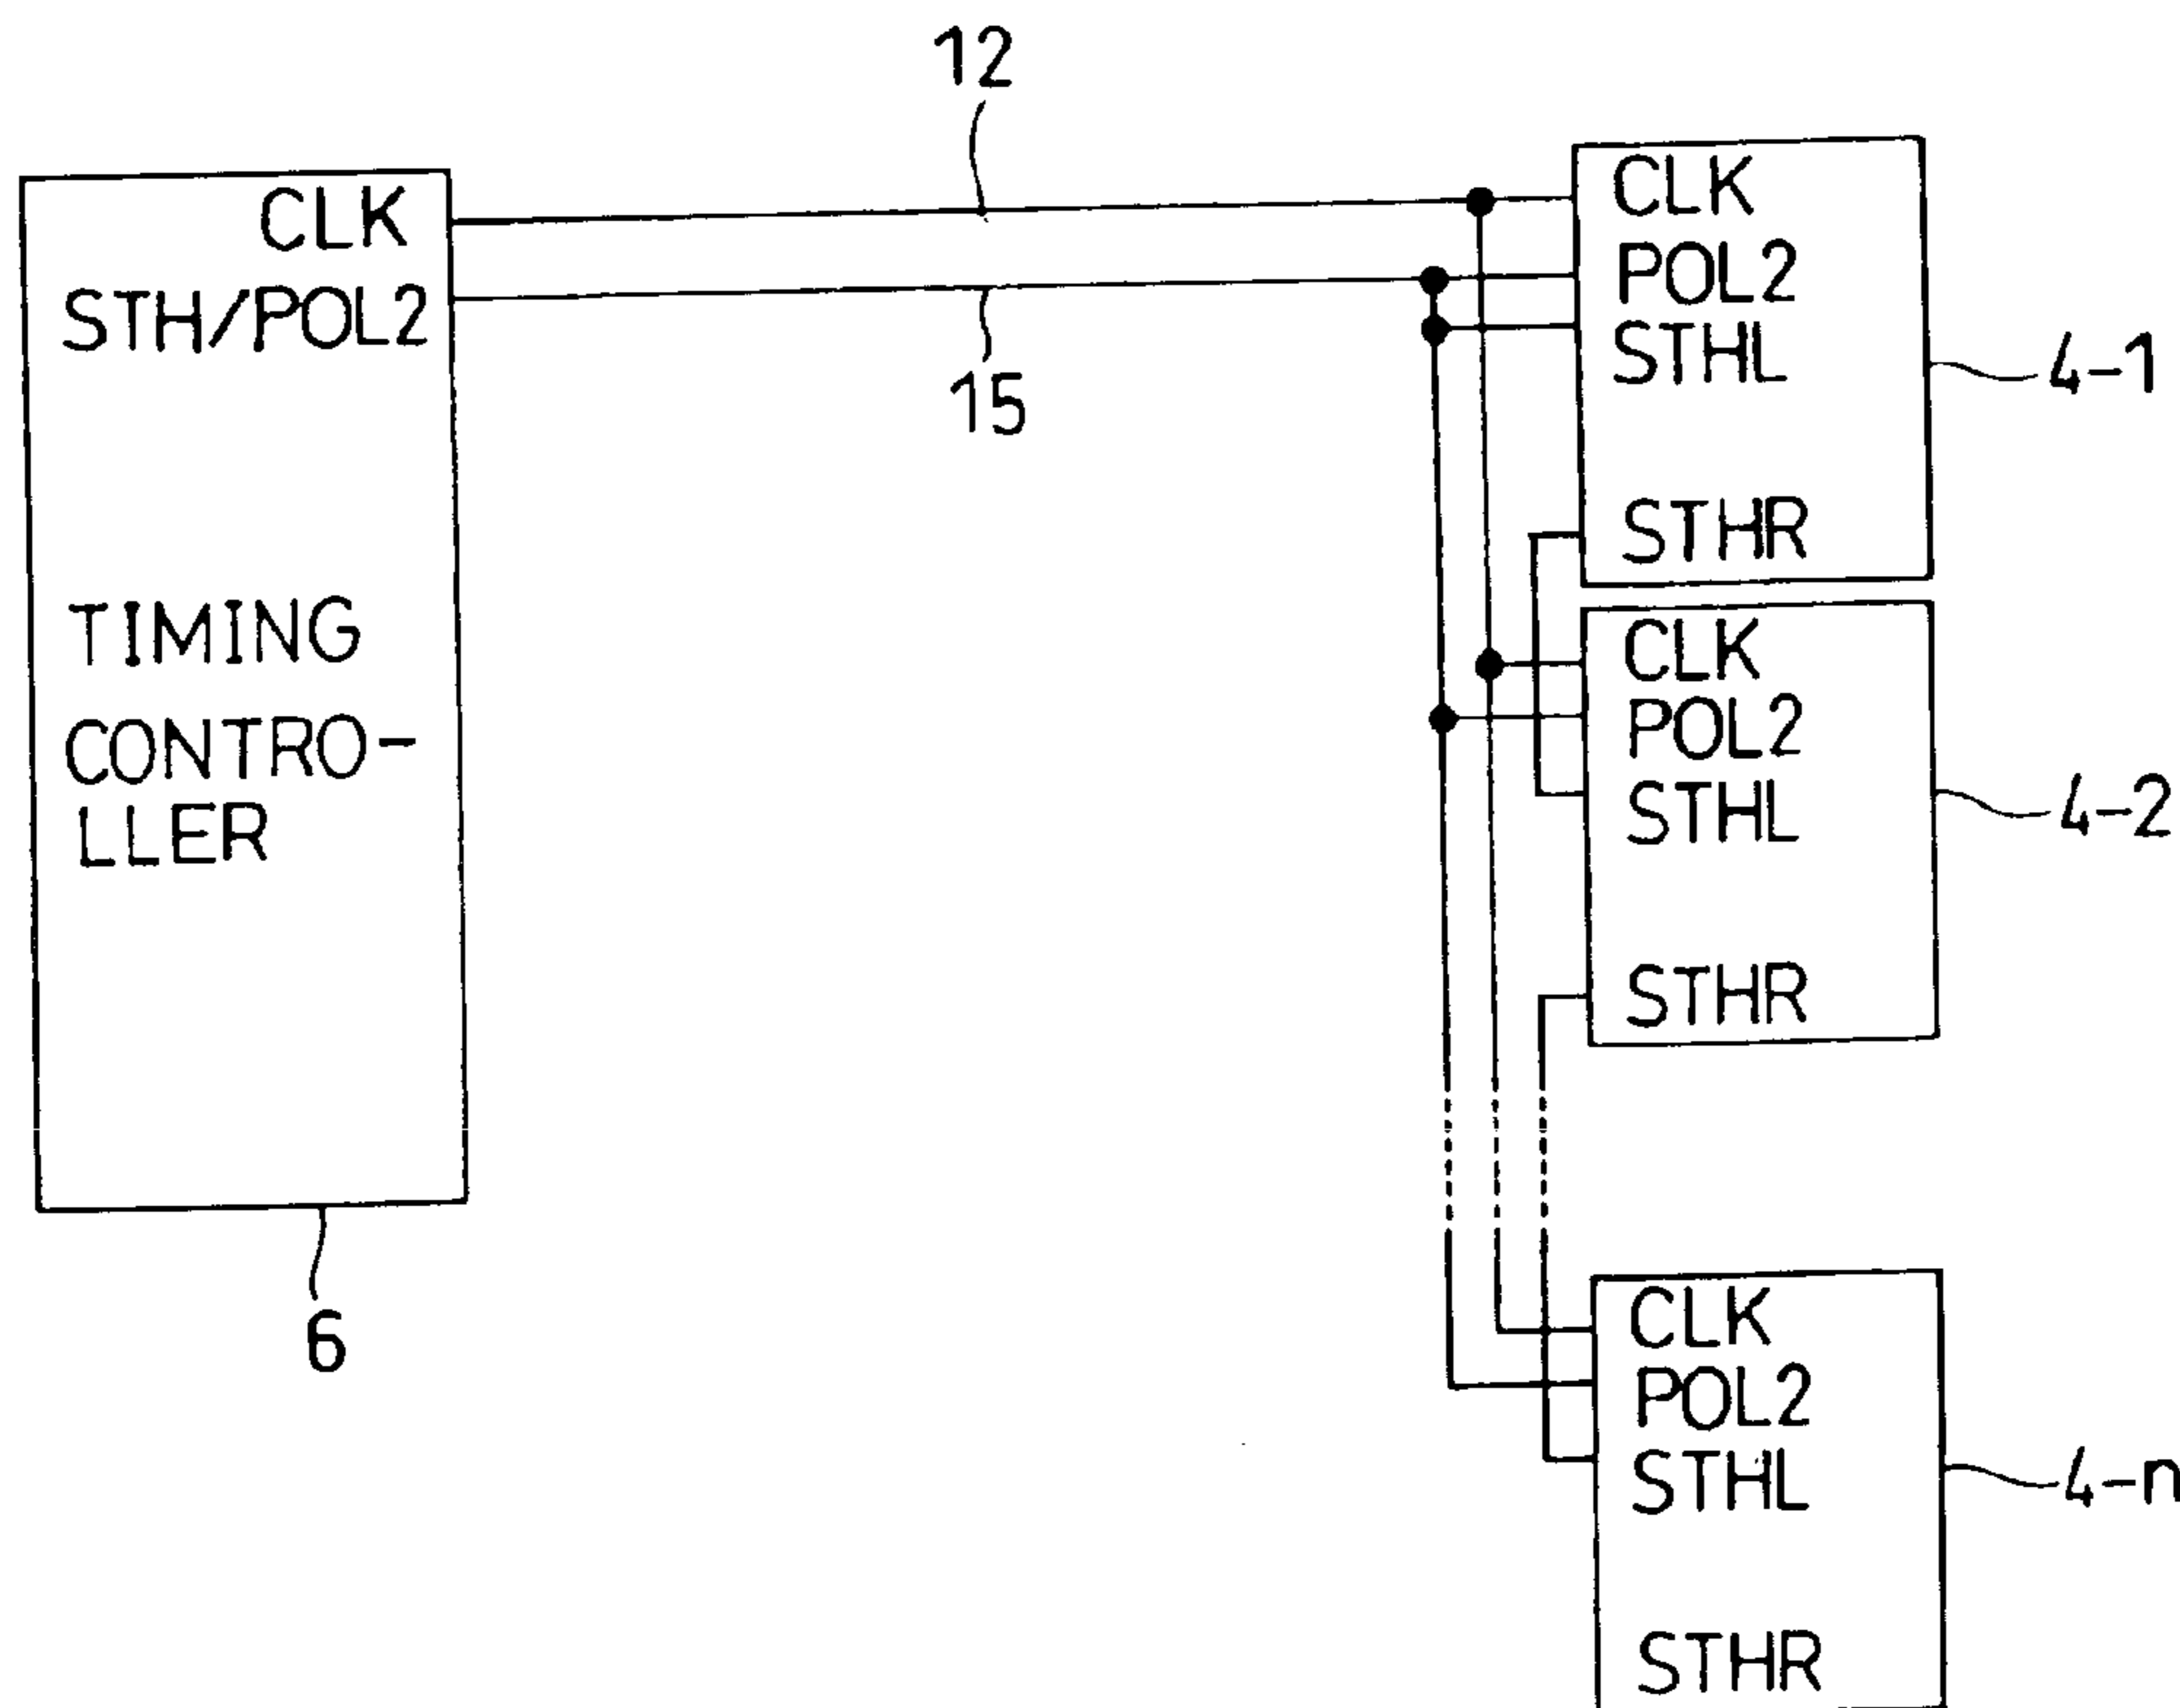 12
CLK
STH/POL2
15
TIMING
CONTRO-
LLER
6
CLK
POL2
STHL
STHR
4-1
CLK
POL2
STHL
STHR
4-2
CLK
POL2
STHL
STHR
4-n